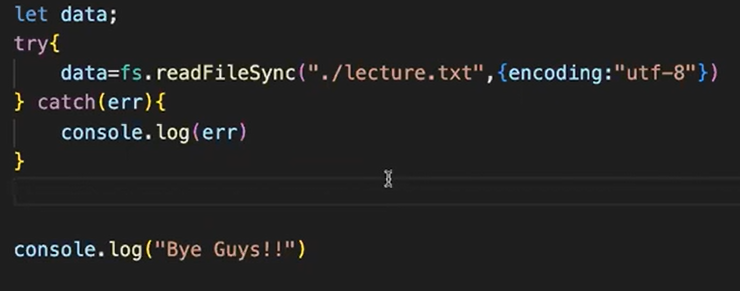 let data;
try{
    data=fs.readFileSync("./lecture.txt",{encoding:"utf-8"})
} catch(err){
    console.log(err)
}
console.log("Bye Guys!!")